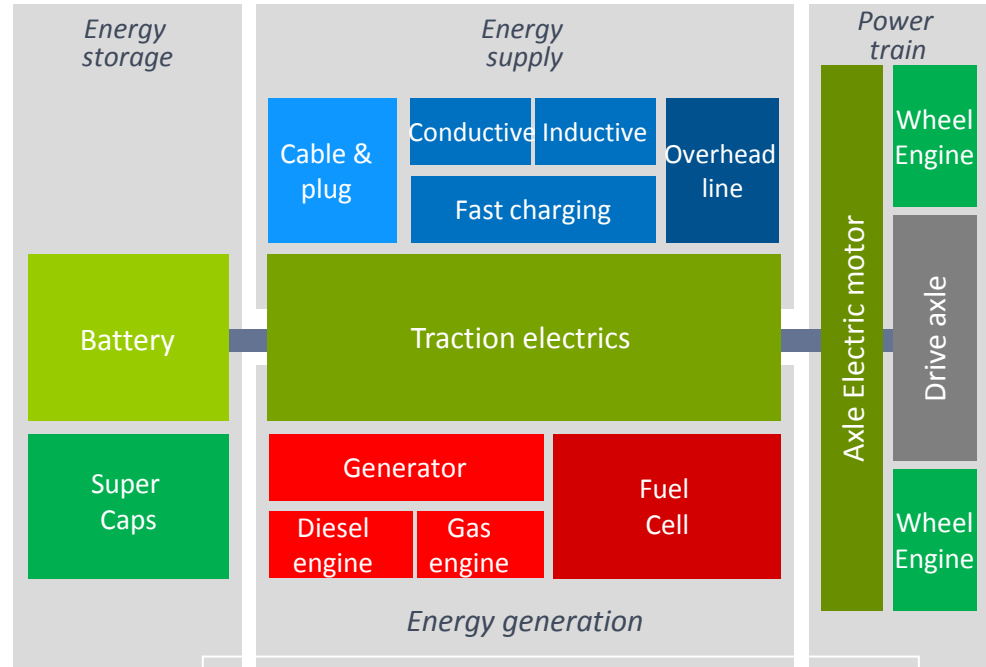 Energy
storage
Energy
supply
Power
train
Cable &
plug
Conductive
Inductive
Fast charging
Overhead
line
Battery
Traction electrics
Super
Caps
Generator
Diesel
engine
Gas
engine
Fuel
Cell
Energy generation
Axle Electric motor
Wheel
Engine
Drive axle
Wheel
Engine